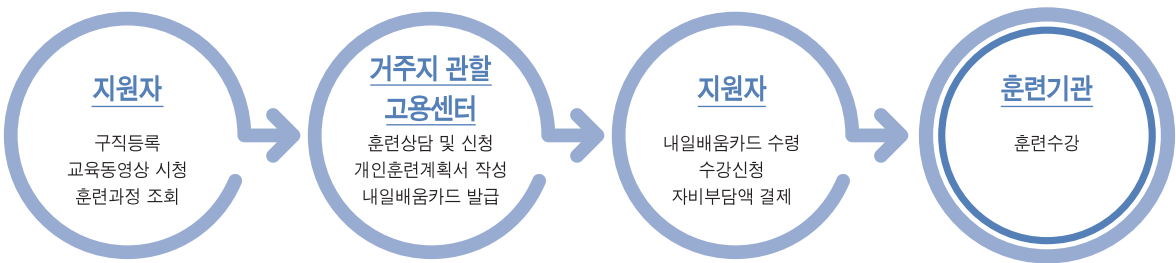 지원자
구직등록
교육동영상 시청
훈련과정 조회
거주지 관할
고용센터
훈련상담 및 신청
개인훈련계획서 작성
내일배움카드 발급
지원자
내일배움카드 수령
수강신청
자비부담액 결제
훈련기관
훈련수강